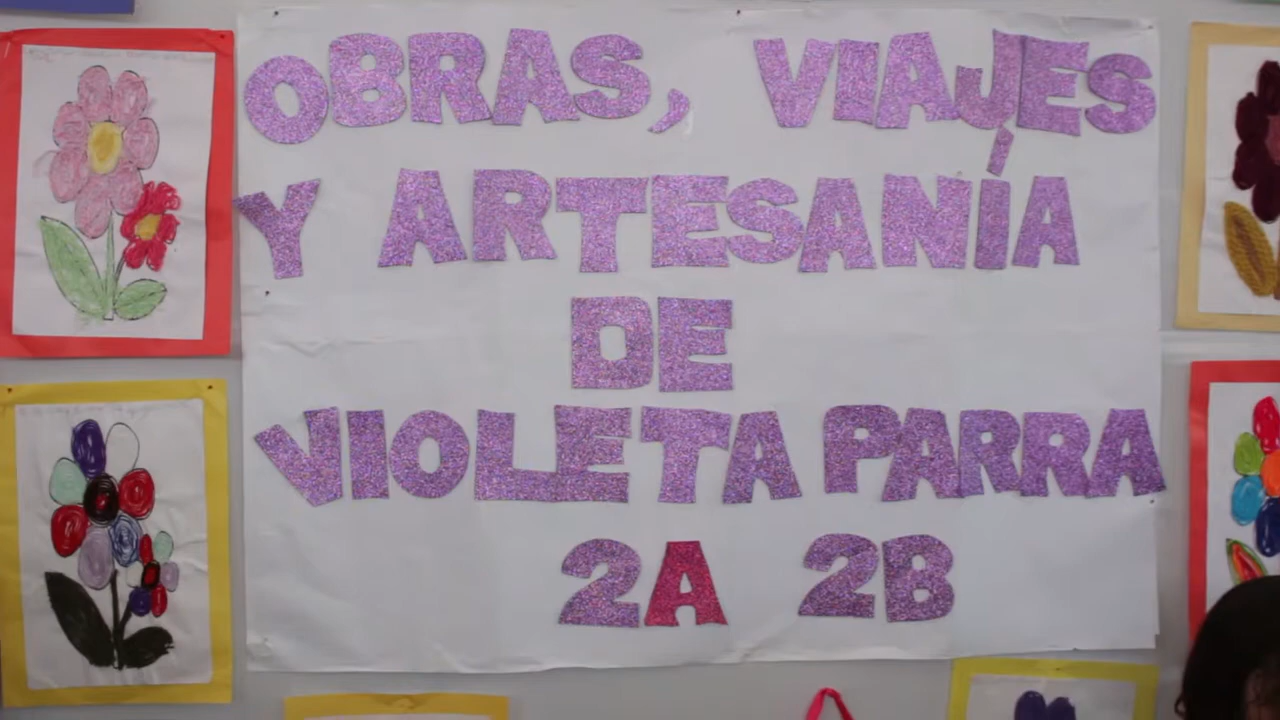 OBRAS, VIAJES
Y ARTESANÍA
DE
VIOLETA PARRA
2A 2B